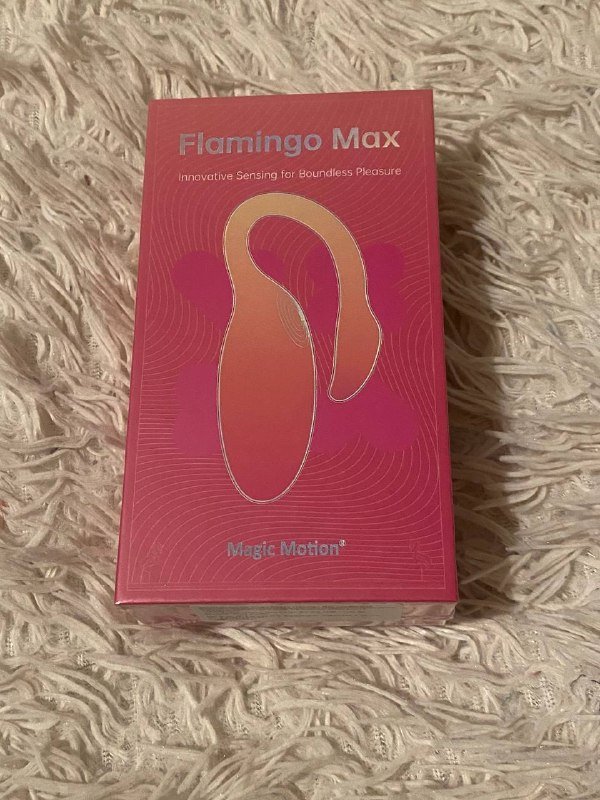 Flamingo Max
Innovative Sensing for Boundless Pleasure
Magic Motion®